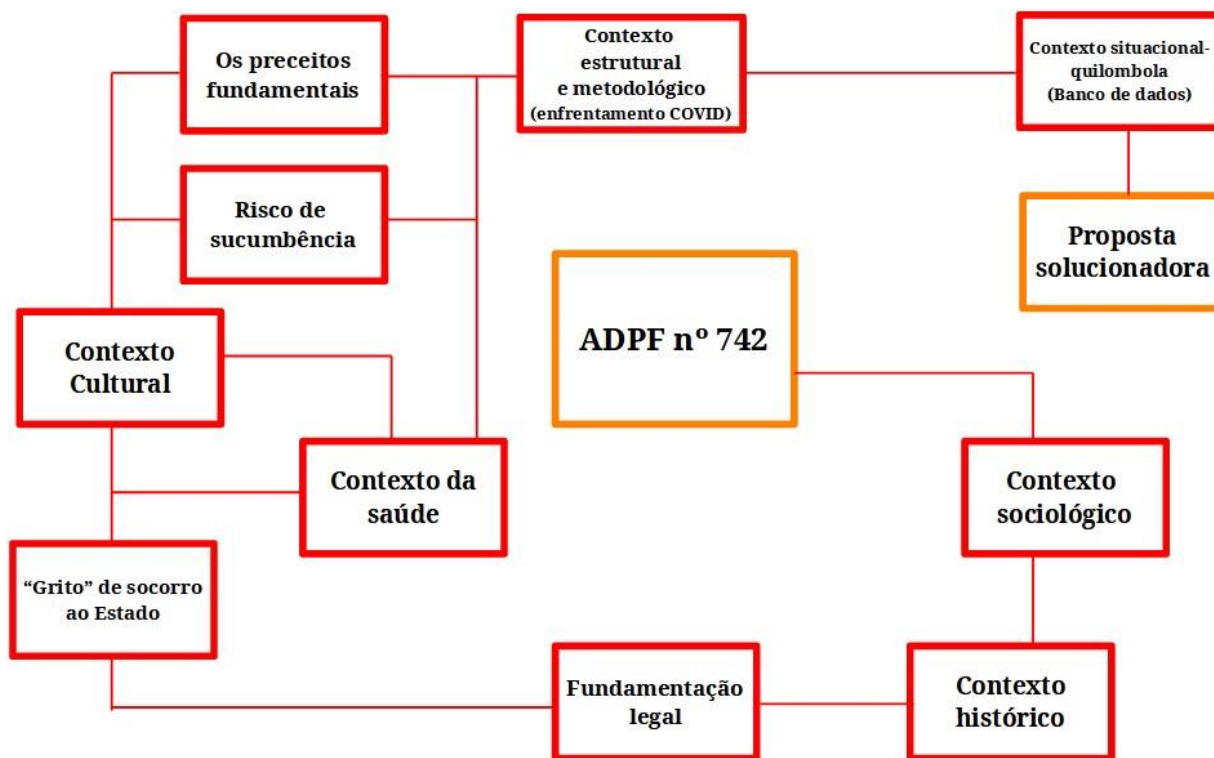 Os preceitos
fundamentais
Contexto
estrutural
e metodológico
(enfrentamento COVID)
Contexto situacional-
quilombola
(Banco de dados)
Risco de
sucumbência
Proposta
solucionadora
ADPF nº 742
Contexto
Cultural
Contexto da
saúde
Contexto
sociológico
“Grito” de socorro
ao Estado
Fundamentação
legal
Contexto
histórico